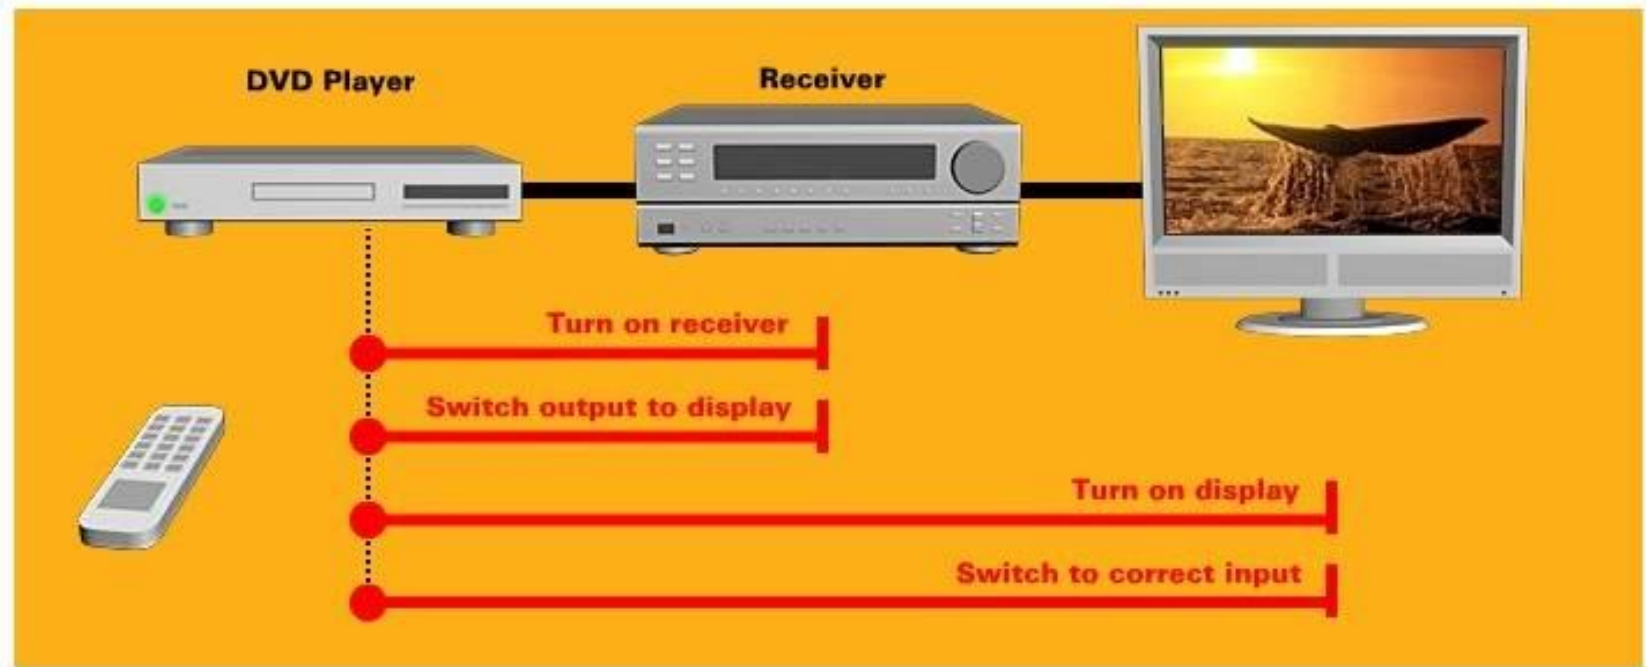 DVD Player
Receiver
Turn on receiver
Switch output to display
Turn on display
Switch to correct input